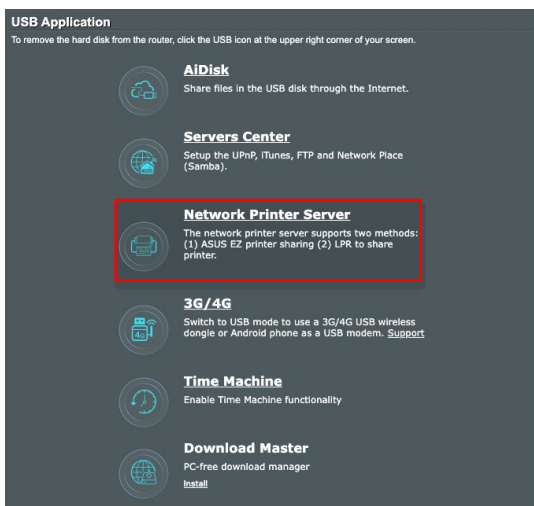 USB Application
To remove the hard disk from the router, click the USB icon at the upper right corner of your screen.
AiDisk
Share files in the USB disk through the Internet.
Servers Center
Setup the UPnP, iTunes, FTP and Network Place
(Samba).
Network Printer Server
The network printer server supports two methods:
(1) ASUS EZ printer sharing (2) LPR to share
printer.
4G
3G/4G
Switch to USB mode to use a 3G/4G USB wireless
dongle or Android phone as a USB modem. Support
Time Machine
Enable Time Machine functionality
Download Master
PC-free download manager
Install